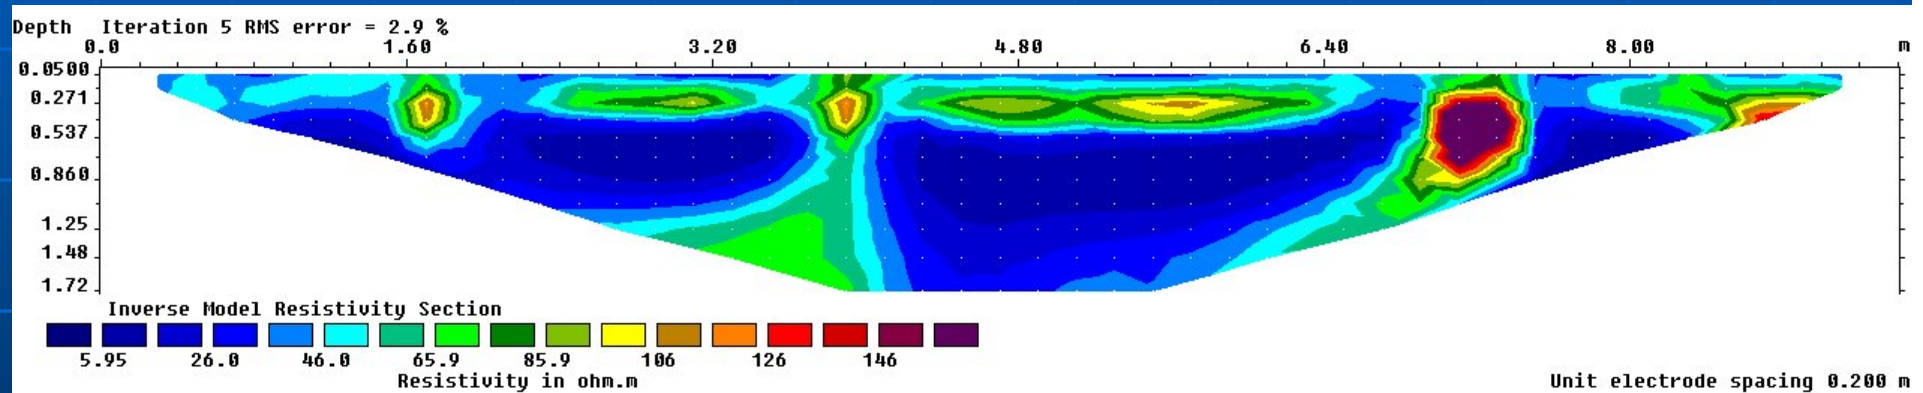 Depth Iteration 5 RMS error = 2.9 %
0.0 1.60 3.20 4.80 6.40 8.00 m
0.0500
0.271
0.537
0.860
1.25
1.48
1.72
Inverse Model Resistivity Section
5.95 26.0 46.0 65.9 85.9 106 126 146
Resistivity in ohm.m
Unit electrode spacing 0.200 m